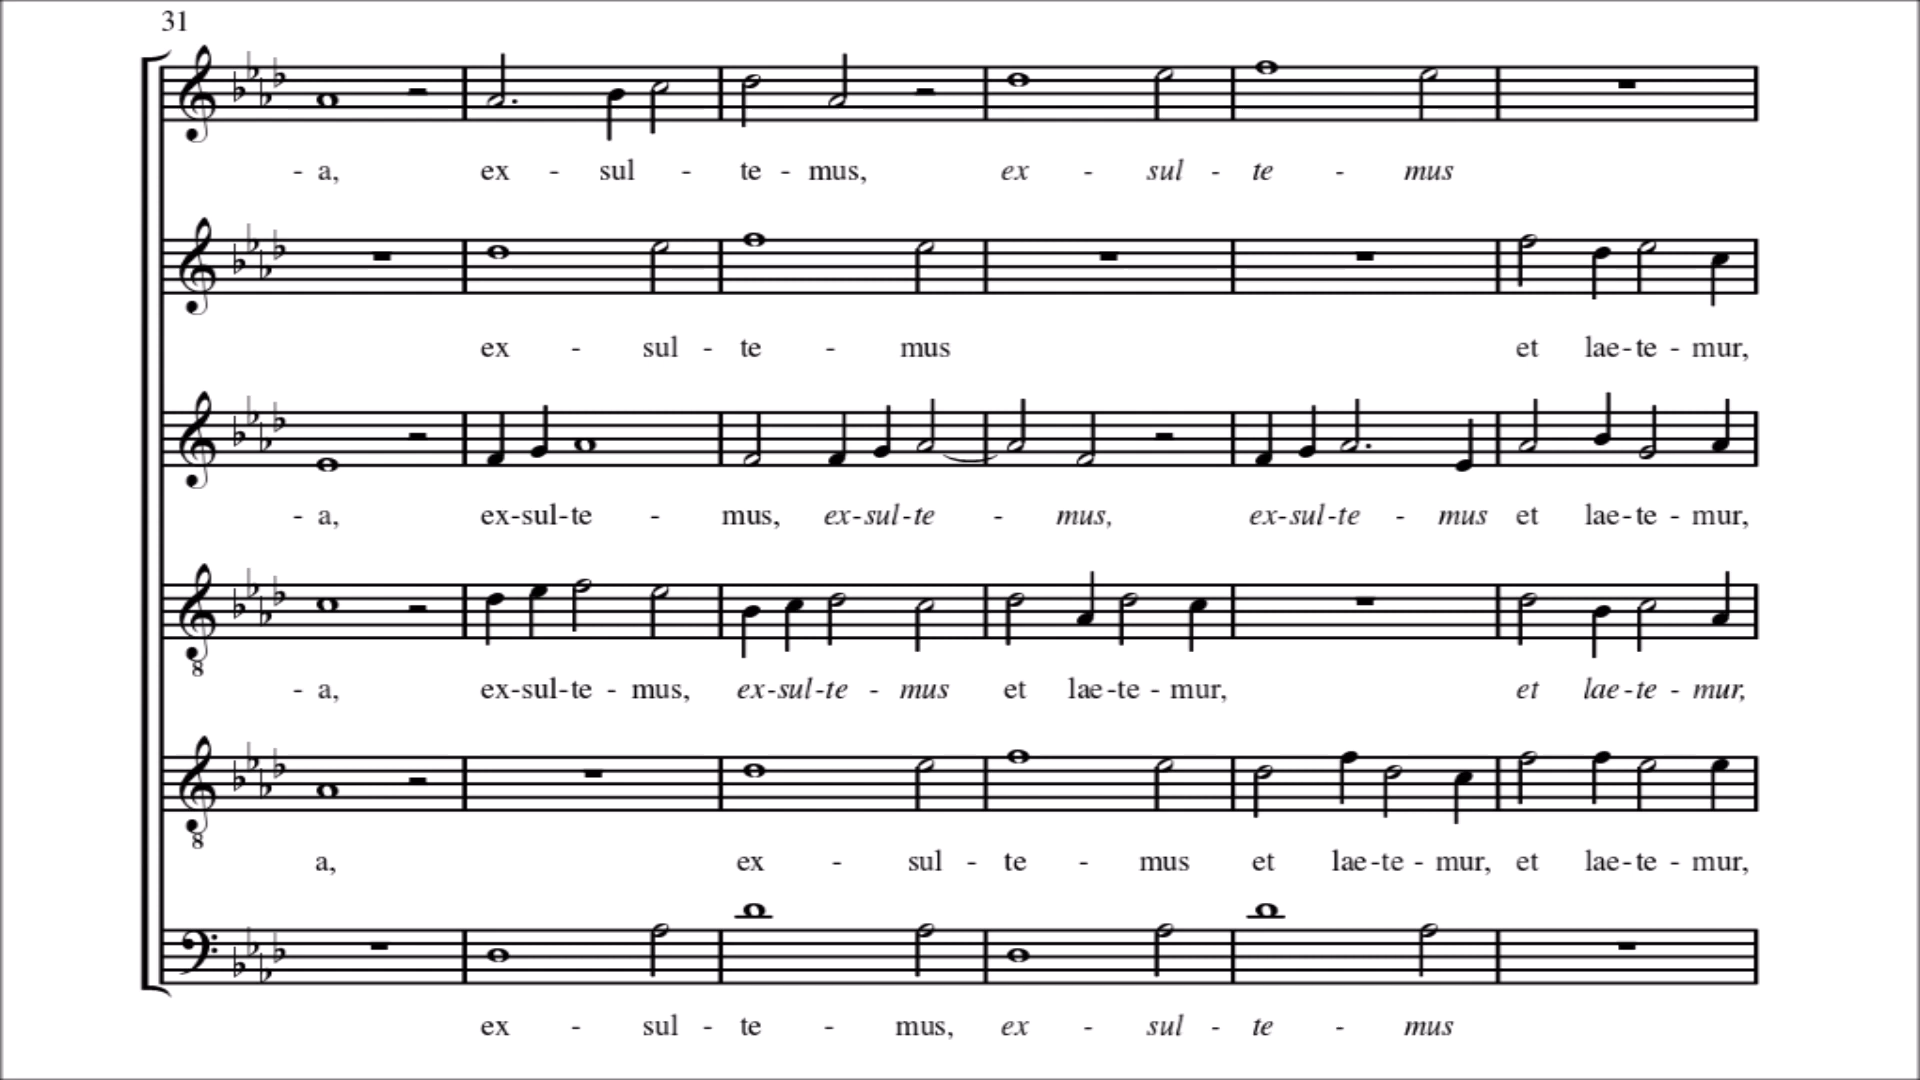 31
- a, ex - sul - te - mus, ex - sul - te - mus
ex - sul - te - mus et lae - te - mur,
- a, ex - sul - te - mus, ex - sul - te - mus, ex - sul - te - mus et lae - te - mur,
8
- a, ex - sul - te - mus, ex - sul - te - mus et lae - te - mur, et lae - te - mur,
8
a, ex - sul - te - mus et lae - te - mur, et lae - te - mur,
ex - sul - te - mus, ex - sul - te - mus